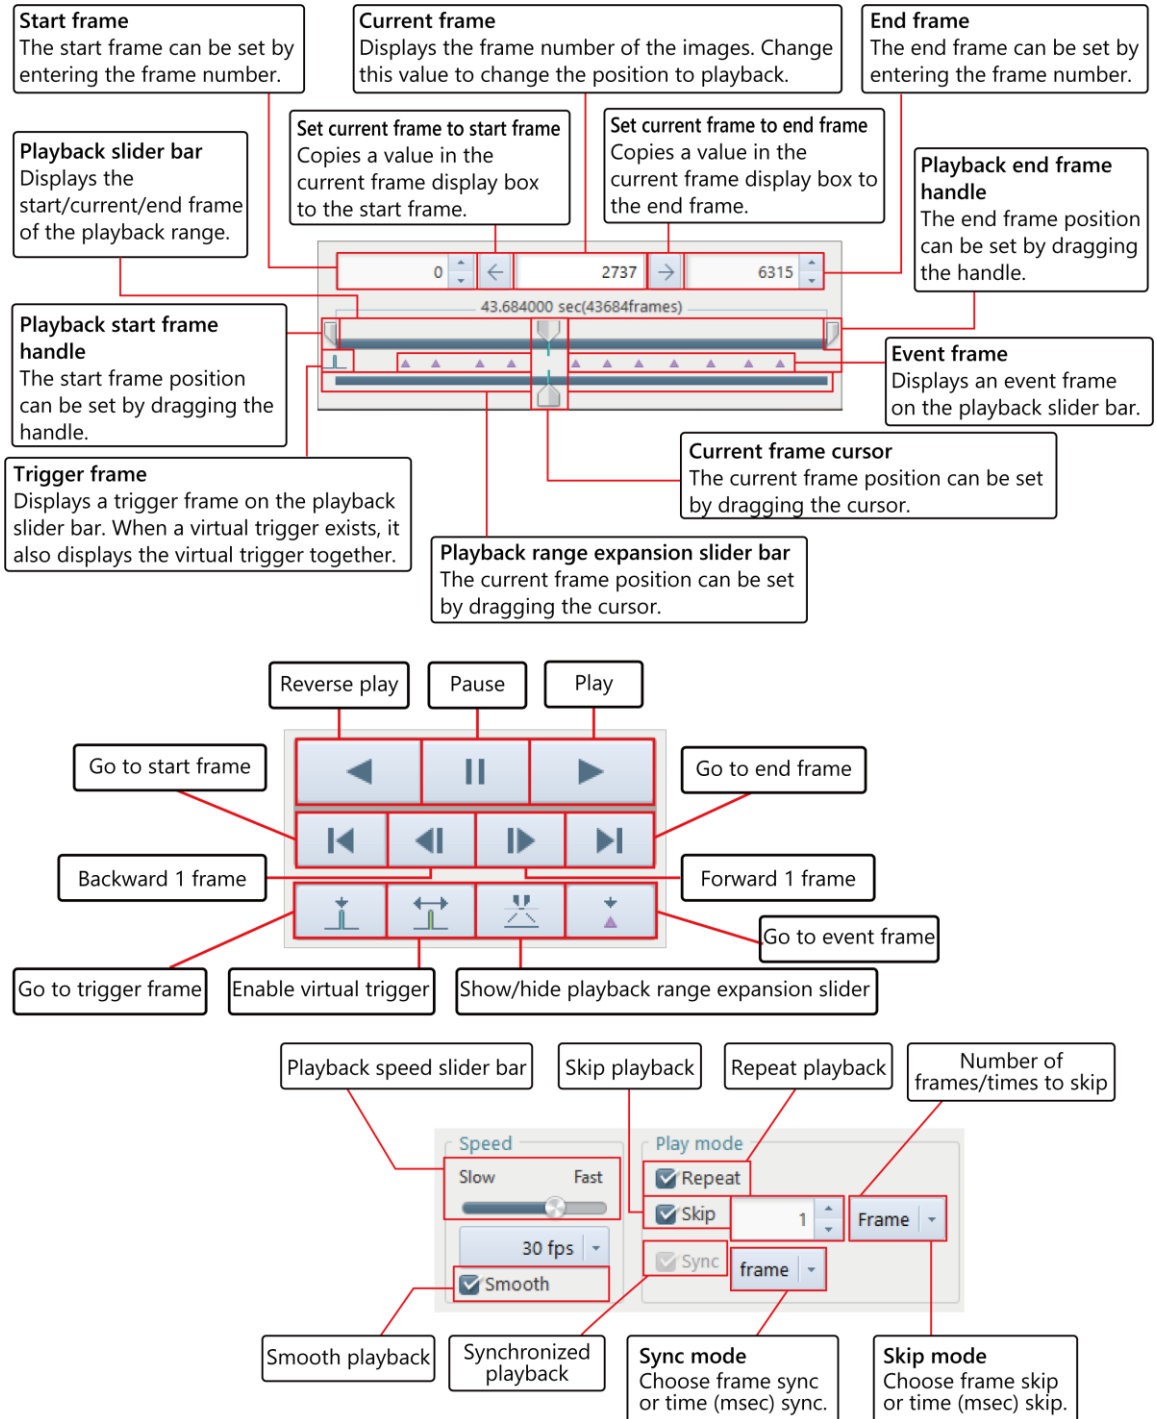 Start frame
The start frame can be set by
entering the frame number.
Current frame
Displays the frame number of the images. Change
this value to change the position to playback.
End frame
The end frame can be set by
entering the frame number.
Set current frame to start frame
Copies a value in the
current frame display box
to the start frame.
Set current frame to end frame
Copies a value in the
current frame display box to
the end frame.
Playback slider bar
Displays the
start/current/end frame
of the playback range.
Playback end frame
handle
The end frame position
can be set by dragging
the handle.
0
2737
6315
43.684000 sec(43684frames)
Playback start frame
handle
The start frame position
can be set by dragging the
handle.
Event frame
Displays an event frame
on the playback slider bar.
Trigger frame
Displays a trigger frame on the playback
slider bar. When a virtual trigger exists, it
also displays the virtual trigger together.
Current frame cursor
The current frame position can be set
by dragging the cursor.
Playback range expansion slider bar
The current frame position can be set
by dragging the cursor.
Reverse play
Pause
Play
Go to start frame
Go to end frame
Backward 1 frame
Forward 1 frame
Go to event frame
Go to trigger frame
Enable virtual trigger
Show/hide playback range expansion slider
Playback speed slider bar
Skip playback
Repeat playback
Number of
frames/times to skip
Speed
Slow
Fast
30 fps
Smooth
Play mode
Repeat
Skip
1
Frame
Sync
frame
Smooth playback
Synchronized
playback
Sync mode
Choose frame sync
or time (msec) sync.
Skip mode
Choose frame skip
or time (msec) skip.